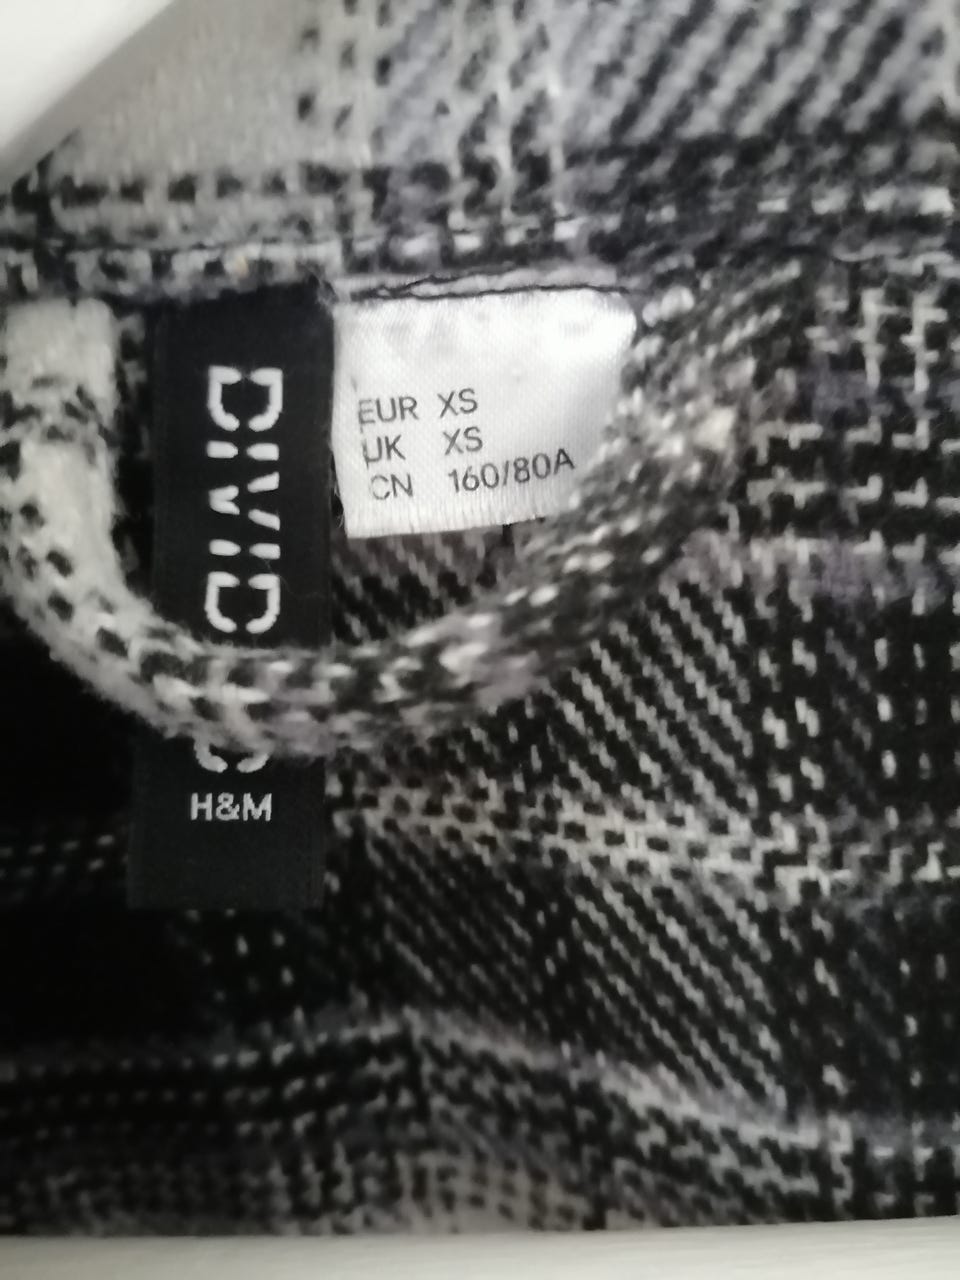 DIVIDED
H&M
EUR XS
UK XS
CN 160/80A